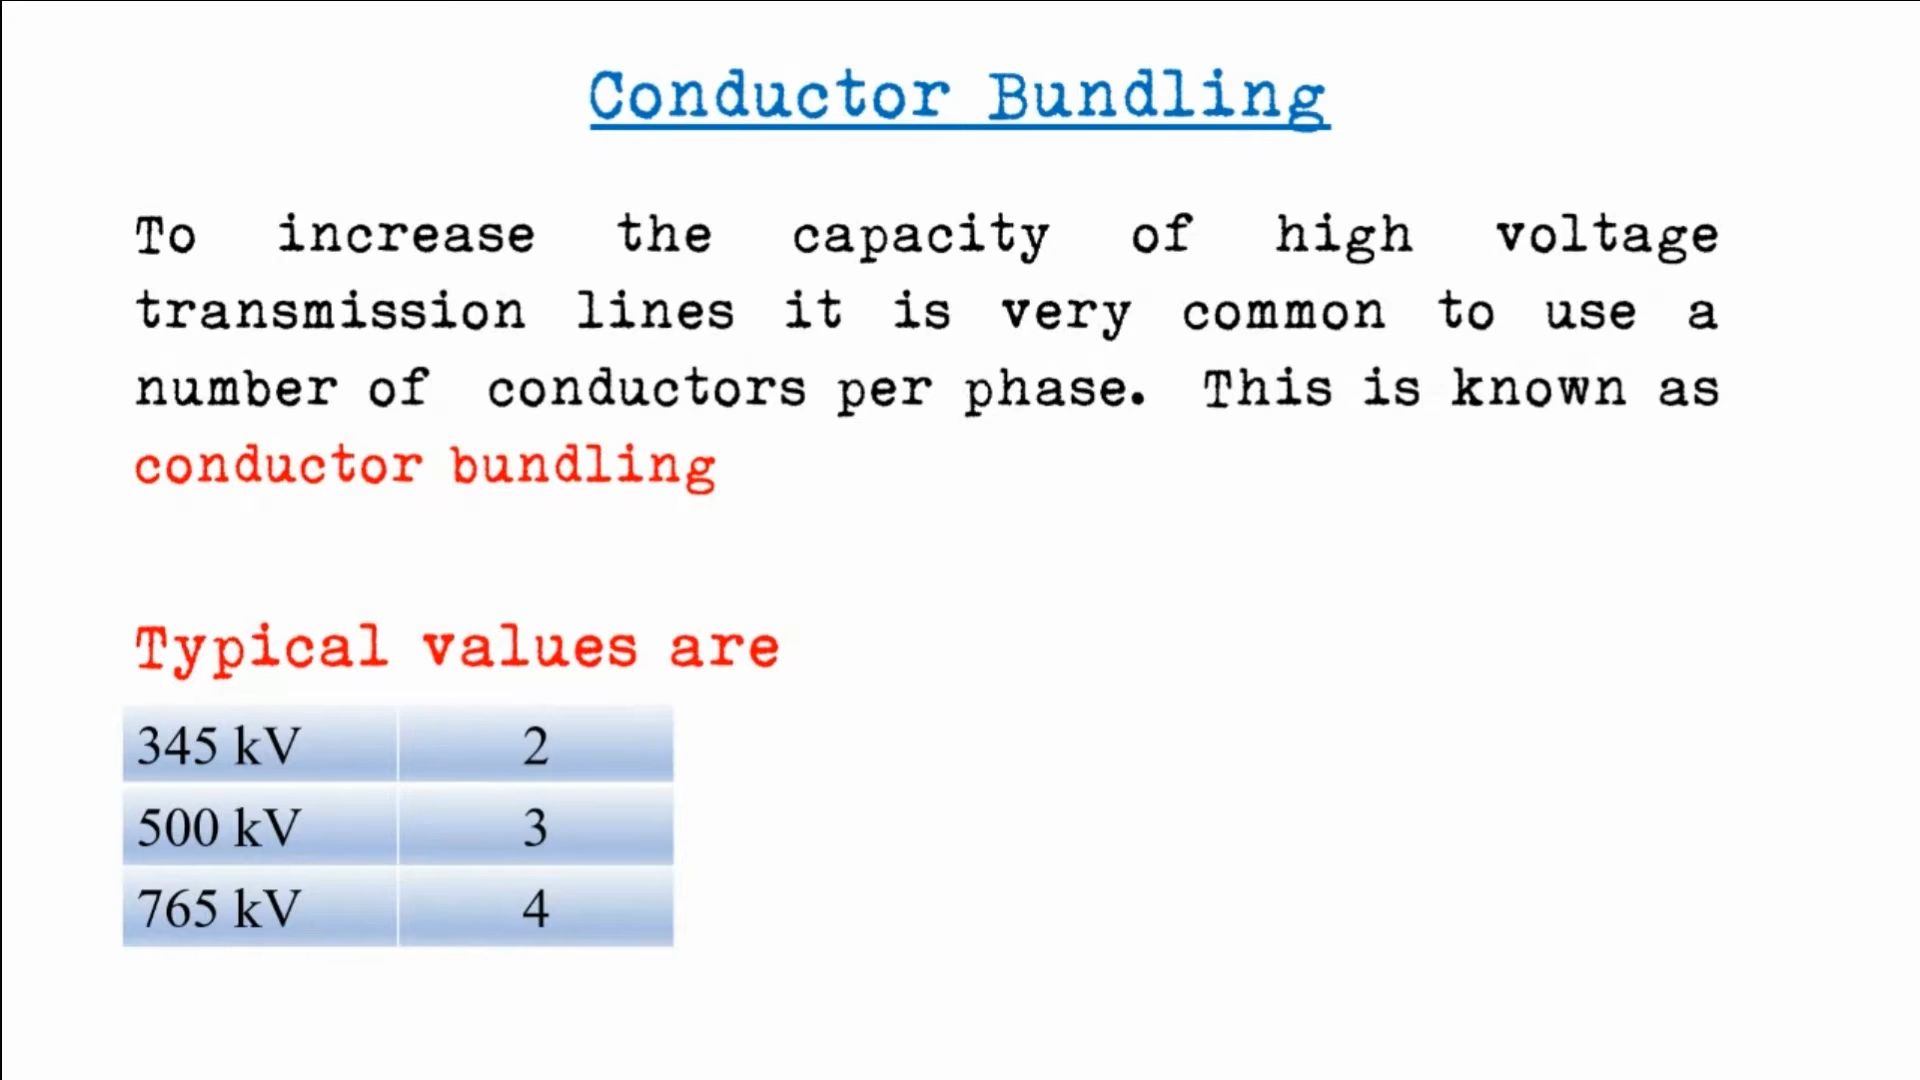 Conductor Bundling
To increase the capacity of high voltage
transmission lines it is very common to use a
number of conductors per phase. This is known as
conductor bundling
Typical values are
345 kV 2
500 kV 3
765 kV 4